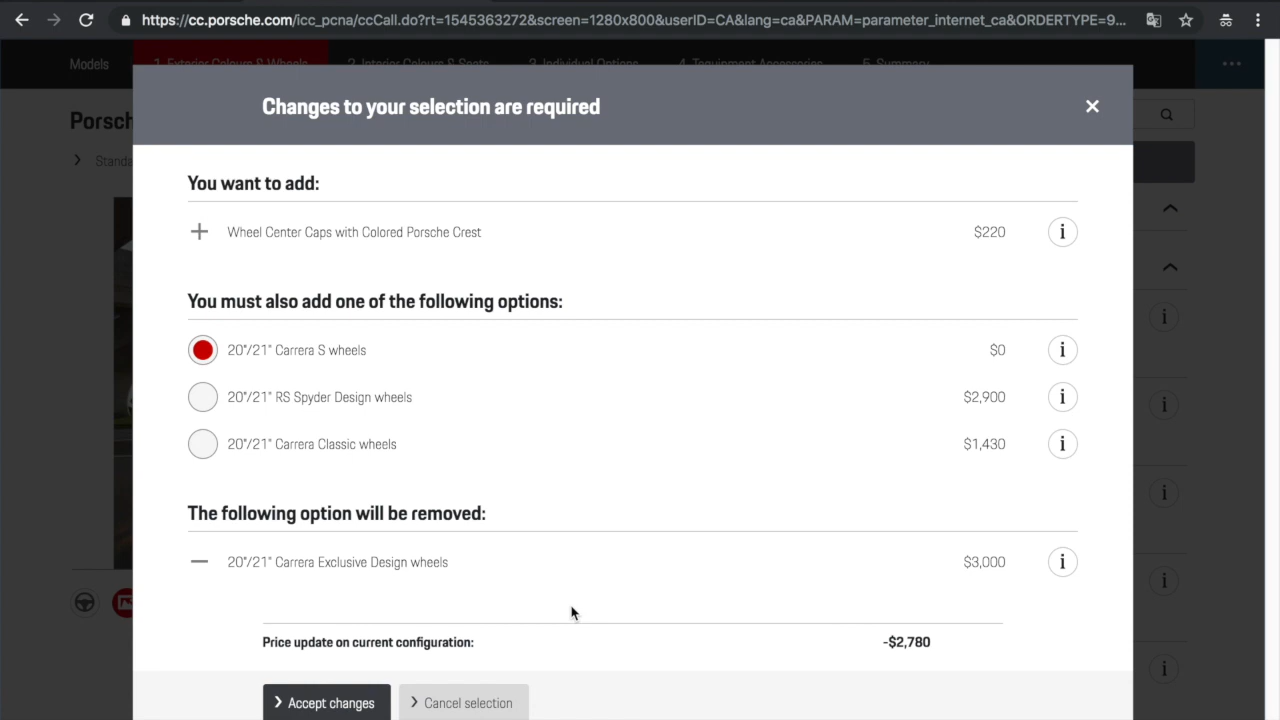 https://cc.porsche.com/icc_pcna/ccCall.do?rt=1545363272&screen=1280x800&userID=CA&lang=ca&PARAM=parameter_internet_ca&ORDERTYPE=9...
Models 1. Exterior Colours & Wheels 2. Interior Colours & Seats 3. Individual Options 4. Tequipment Accessories 5. Summary
Porsch
Standa
Changes to your selection are required
You want to add:
Wheel Center Caps with Colored Porsche Crest $220
You must also add one of the following options:
20"/21" Carrera S wheels $0
20"/21" RS Spyder Design wheels $2,900
20"/21" Carrera Classic wheels $1,430
The following option will be removed:
20"/21" Carrera Exclusive Design wheels $3,000
Price update on current configuration: -$2,780
Accept changes Cancel selection